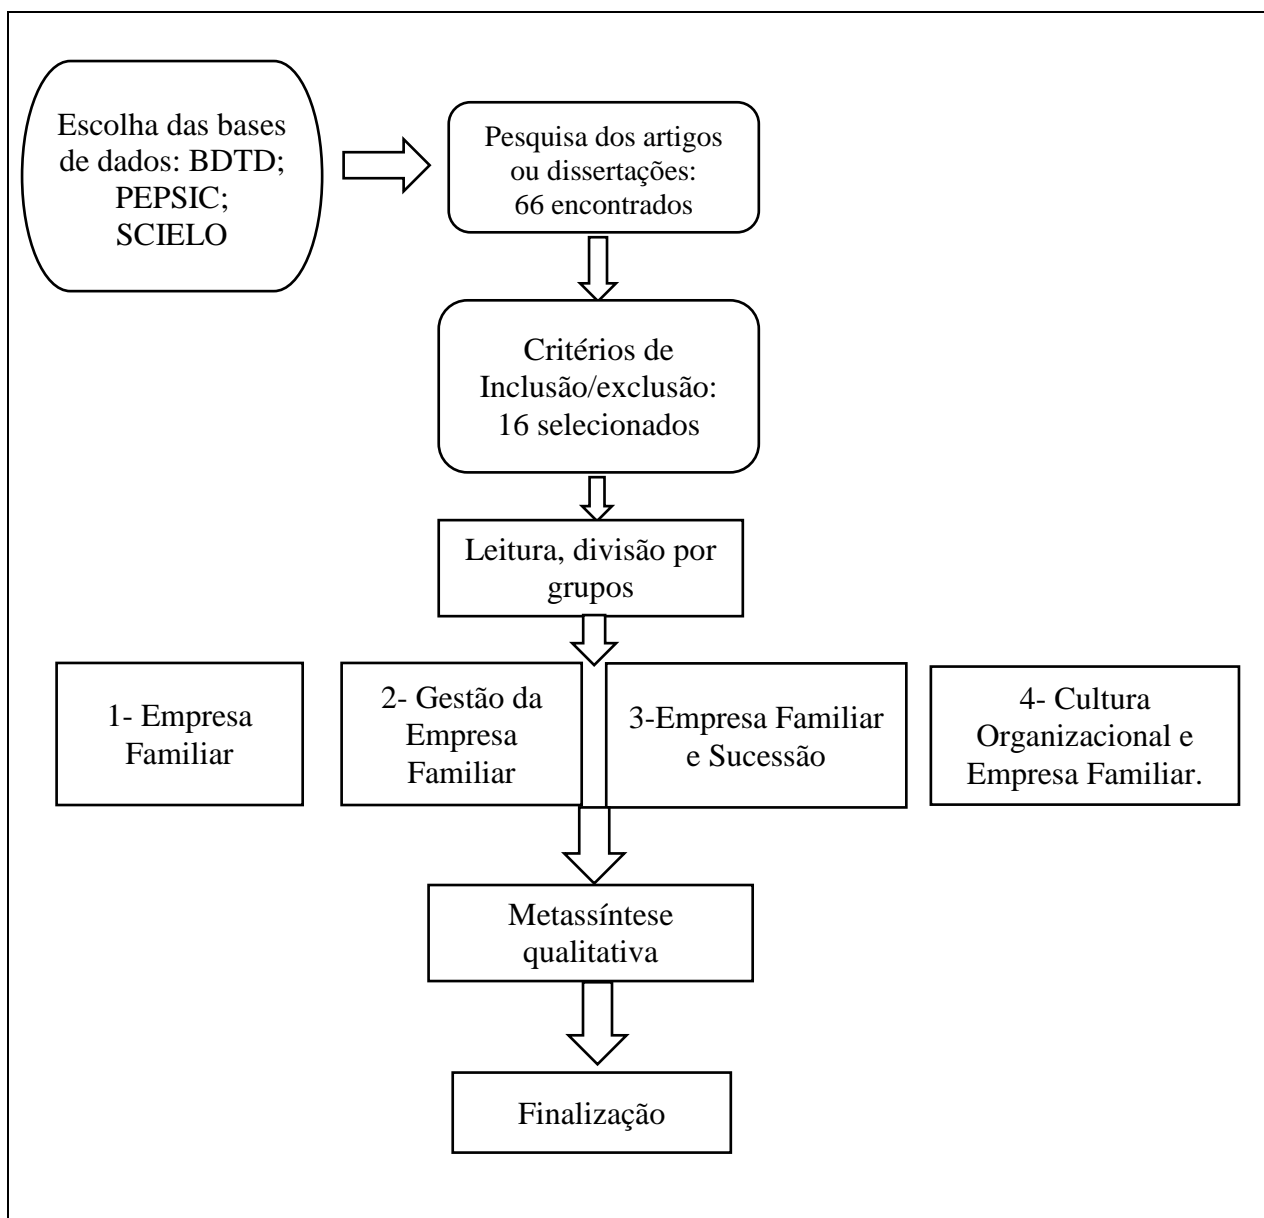 Escolha das bases
de dados: BDTD;
PEPSIC;
SCIELO
Pesquisa dos artigos
ou dissertações:
66 encontrados
Critérios de
Inclusão/exclusão:
16 selecionados
Leitura, divisão por
grupos
1- Empresa
Familiar
2- Gestão da
Empresa
Familiar
3-Empresa Familiar
e Sucessão
4- Cultura
Organizacional e
Empresa Familiar.
Metassíntese
qualitativa
Finalização